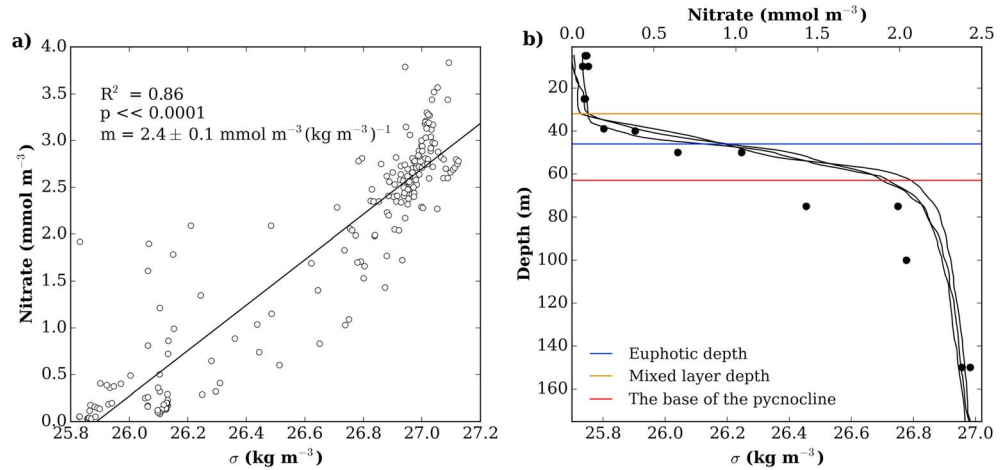 a)
4.0
3.5
3.0
2.5
2.0
1.5
1.0
0.5
0.0
Nitrate (mmol m⁻³)
R² = 0.86
p << 0.0001
m = 2.4 ± 0.1 mmol m⁻³ (kg m⁻³)⁻¹
25.8 26.0 26.2 26.4 26.6 26.8 27.0 27.2
σ (kg m⁻³)
b)
Nitrate (mmol m⁻³)
0.0 0.5 1.0 1.5 2.0 2.5
20
40
60
80
100
120
140
160
Depth (m)
Euphotic depth
Mixed layer depth
The base of the pycnocline
25.8 26.0 26.2 26.4 26.6 26.8 27.0
σ (kg m⁻³)